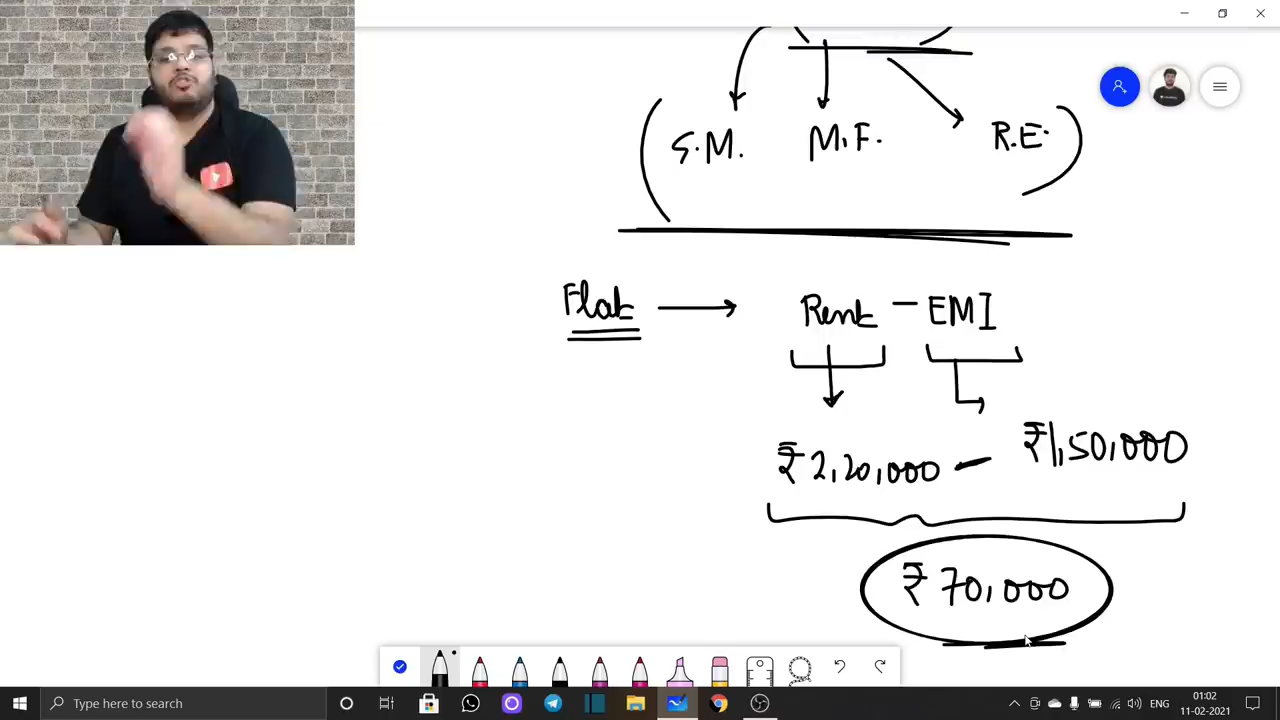 S.M. M.F. R.E.
Flat → Rent - EMI
₹2,20,000 - ₹1,50,000
₹70,000
Type here to search
ENG
01:02
11-02-2021